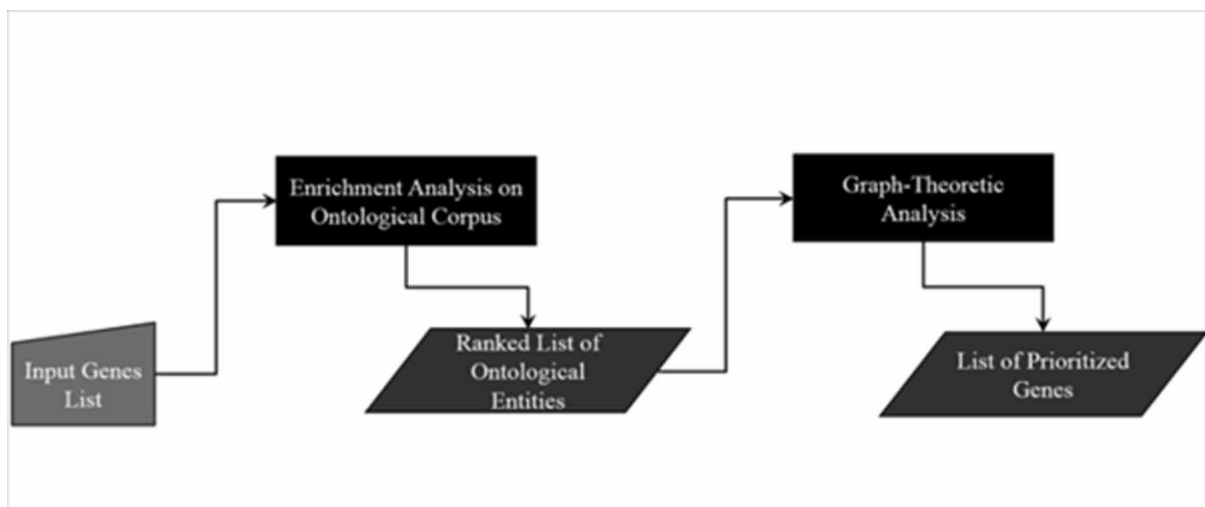 Input Genes
List
Enrichment Analysis on
Ontological Corpus
Ranked List of
Ontological
Entities
Graph-Theoretic
Analysis
List of Prioritized
Genes